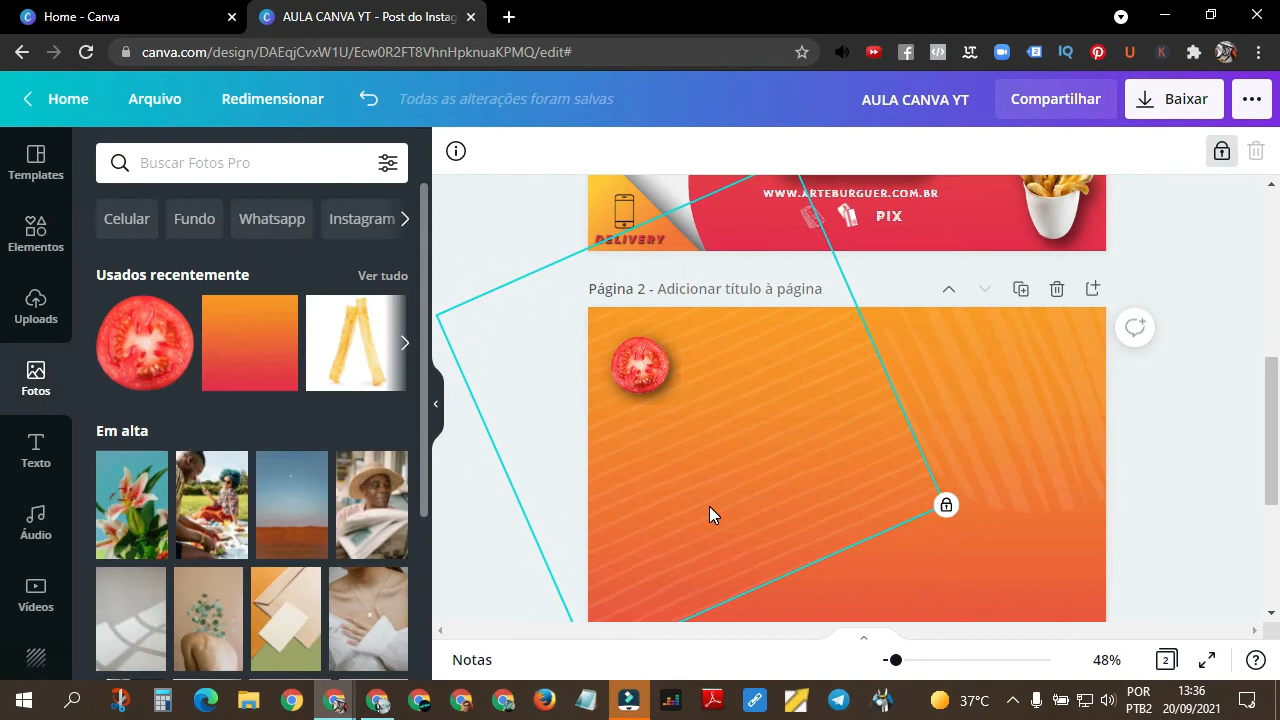 Home - Canva
AULA CANVA YT - Post do Instag
canva.com/design/DAEqjCvxW1U/Ecw0R2FT8VhnHpknuaKPMQ/edit#
Home
Arquivo
Redimensionar
Todas as alterações foram salvas
AULA CANVA YT
Compartilhar
Baixar
Templates
Elementos
Uploads
Fotos
Texto
Áudio
Vídeos
Buscar Fotos Pro
Celular
Fundo
Whatsapp
Instagram
Usados recentemente
Ver tudo
Em alta
WWW.ARTEBURGUER.COM.BR
PIX
DELIVERY
Página 2 - Adicionar título à página
Notas
48%
2
37°C
POR
PTB2
13:36
20/09/2021